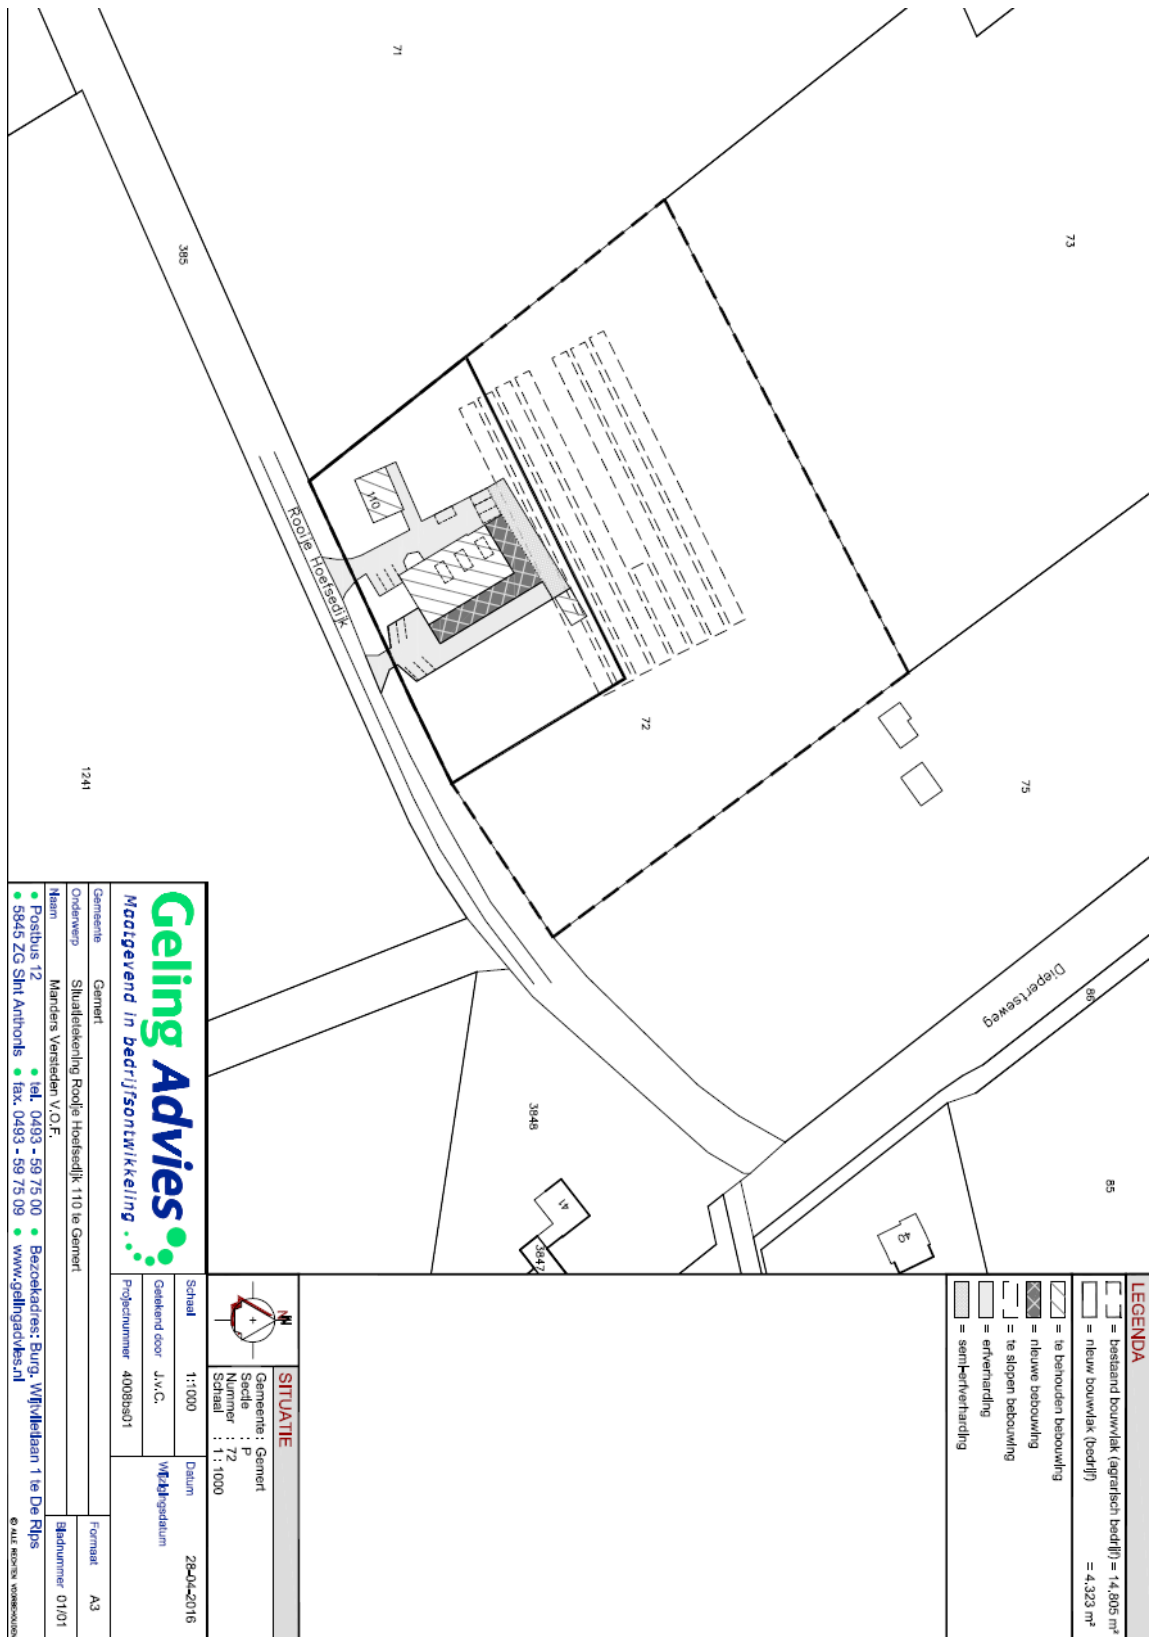 71
73
385
Rooije Hoefsedijk
110
72
75
1241
Diepertseweg
86
85
3848
41
3847
40
LEGENDA
= bestaand bouwvlak (agrarisch bedrijf) = 14.805 m²
= nieuw bouwvlak (bedrijf) = 4.323 m²
= te behouden bebouwing
= nieuwe bebouwing
= te slopen bebouwing
= erfverharding
= semi-erfverharding
SITUATIE
Gemeente : Gemert
Sectie : P
Nummer : 72
Schaal : 1:1000
N
Geling Advies
Maatgevend in bedrijfsontwikkeling
Schaal 1:1000
Datum 28-04-2016
Getekend door J.v.C.
Wijzigingsdatum
Projectnummer 4008bs01
Gemeente Gemert
Formaat A3
Onderwerp Situatietekening Rooije Hoefsedijk 110 te Gemert
Naam Manders Versteden V.O.F.
Bladnummer 01/01
• Postbus 12 • tel. 0493 - 59 75 00 • Bezoekadres: Burg. Wijtvlietlaan 1 te De Rips
• 5845 ZG Sint Anthonis • fax. 0493 - 59 75 09 • www.gelingadvies.nl
© ALLE RECHTEN VOORBEHOUDEN